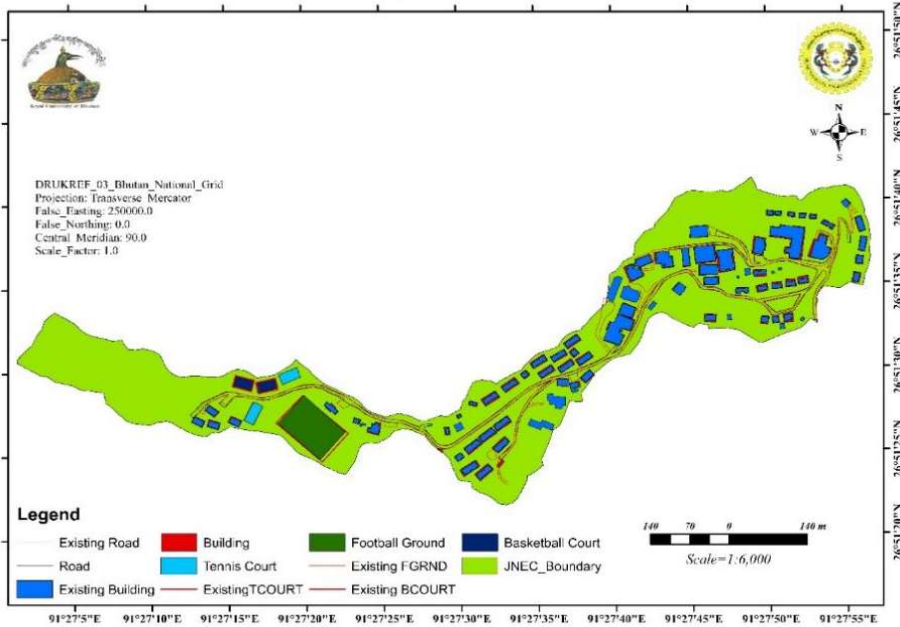 Royal University of Bhutan
N
W E
S
DRUKREF_03_Bhutan_National_Grid
Projection: Transverse_Mercator
False_Easting: 250000.0
False_Northing: 0.0
Central_Meridian: 90.0
Scale_Factor: 1.0
26°51'50"N
26°51'45"N
26°51'40"N
26°51'35"N
26°51'30"N
26°51'25"N
26°51'20"N
Legend
Existing Road
Building
Football Ground
Basketball Court
Road
Tennis Court
Existing FGRND
JNEC_Boundary
Existing Building
ExistingTCOURT
Existing BCOURT
140 70 0 140 m
Scale=1:6,000
91°27'5"E 91°27'10"E 91°27'15"E 91°27'20"E 91°27'25"E 91°27'30"E 91°27'35"E 91°27'40"E 91°27'45"E 91°27'50"E 91°27'55"E